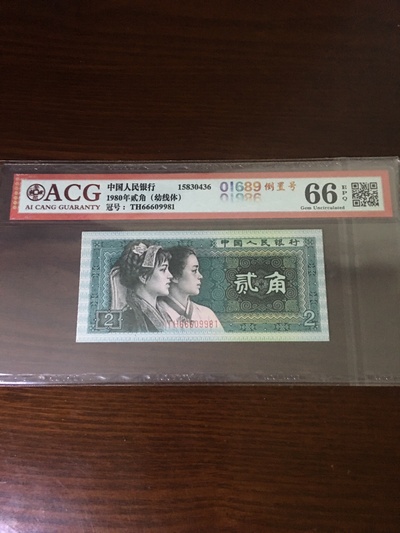 ACG
AI CANG GUARANTY
中国人民银行 15830436
1980年贰角（幼线体）
冠号：TH66609981
01689 倒置号
66 EPQ
Gem Uncirculated
中国人民银行
贰角
TH66609981
2
2